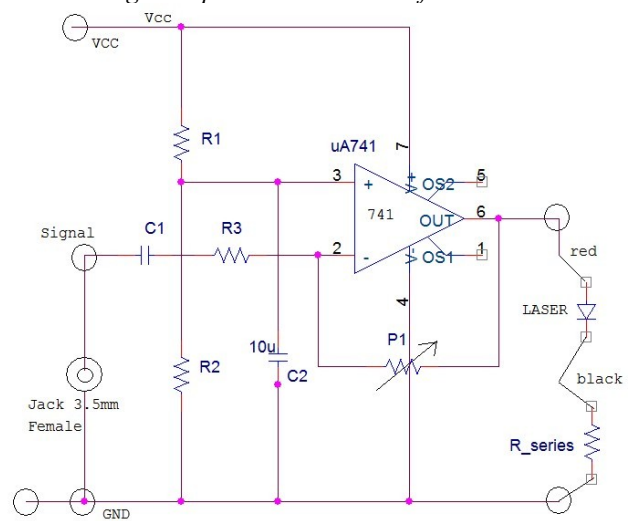 Vcc
VCC
R1
uA741
7
3
+
V+
OS2
5
741
OUT
6
Signal
C1
R3
2
-
V-
OS1
1
red
4
LASER
P1
10u
C2
R2
black
Jack 3.5mm
Female
R_series
GND